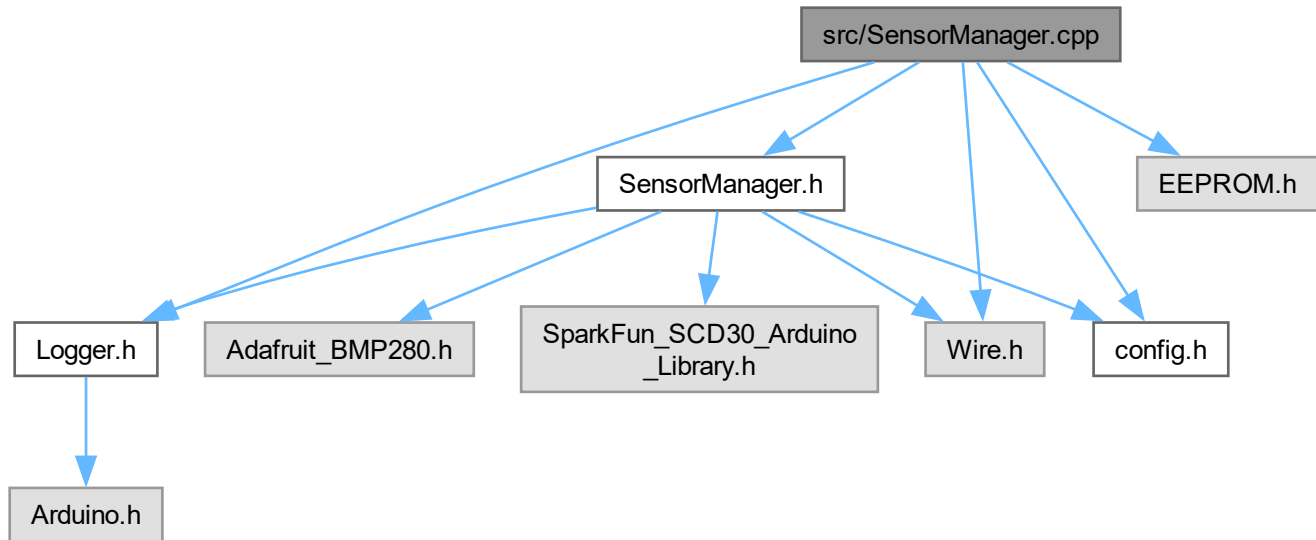 src/SensorManager.cpp
SensorManager.h
EEPROM.h
Logger.h
Adafruit_BMP280.h
SparkFun_SCD30_Arduino
_Library.h
Wire.h
config.h
Arduino.h